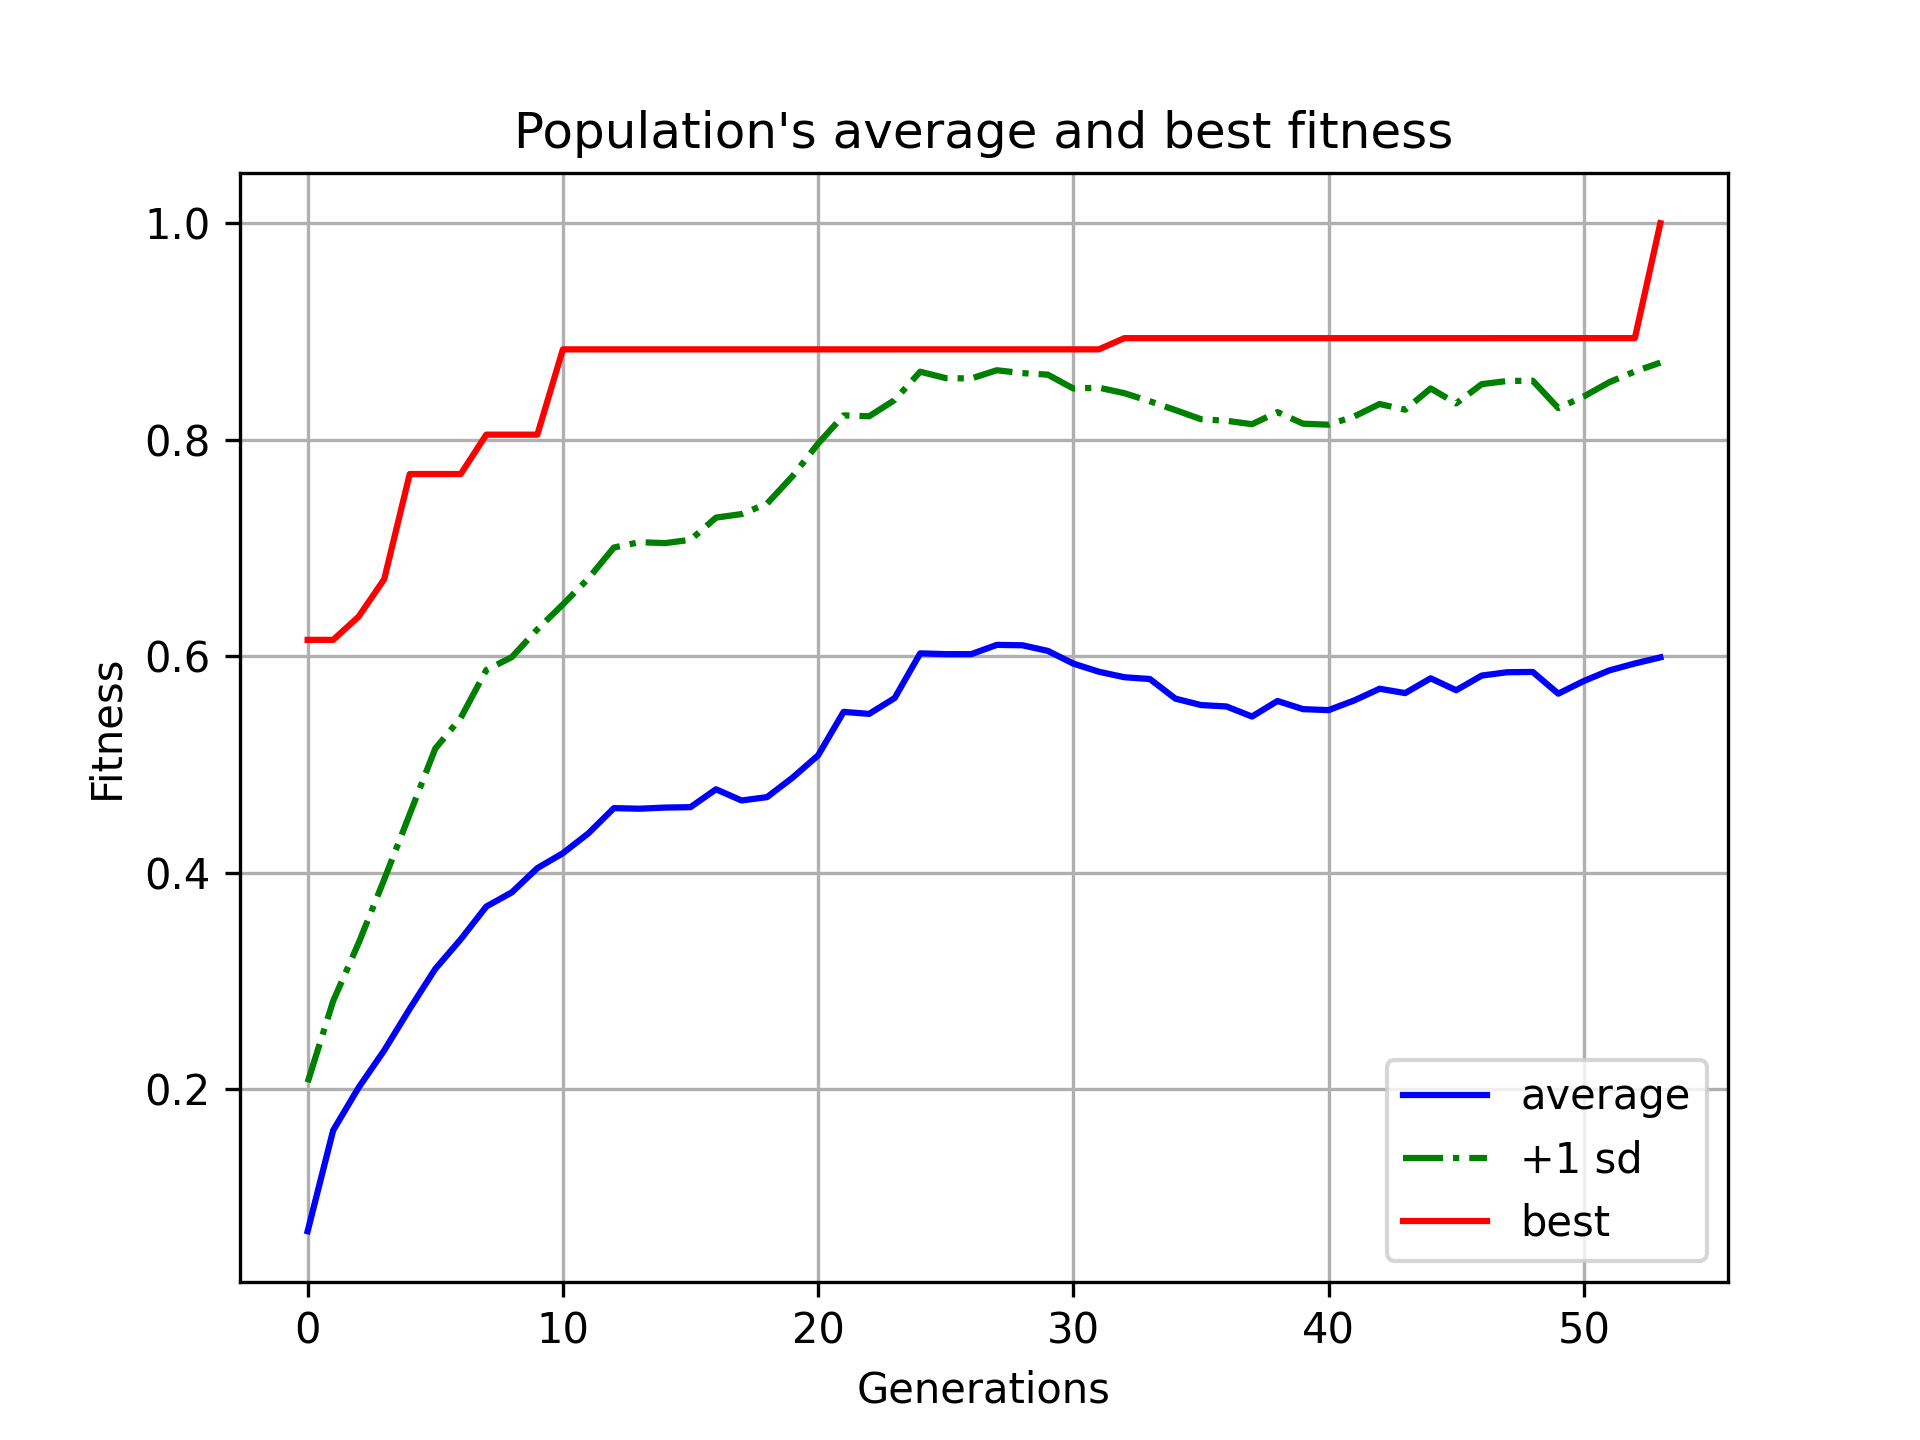 Population's average and best fitness
1.0
0.8
0.6
0.4
0.2
Fitness
0 10 20 30 40 50
Generations
average
+1 sd
best